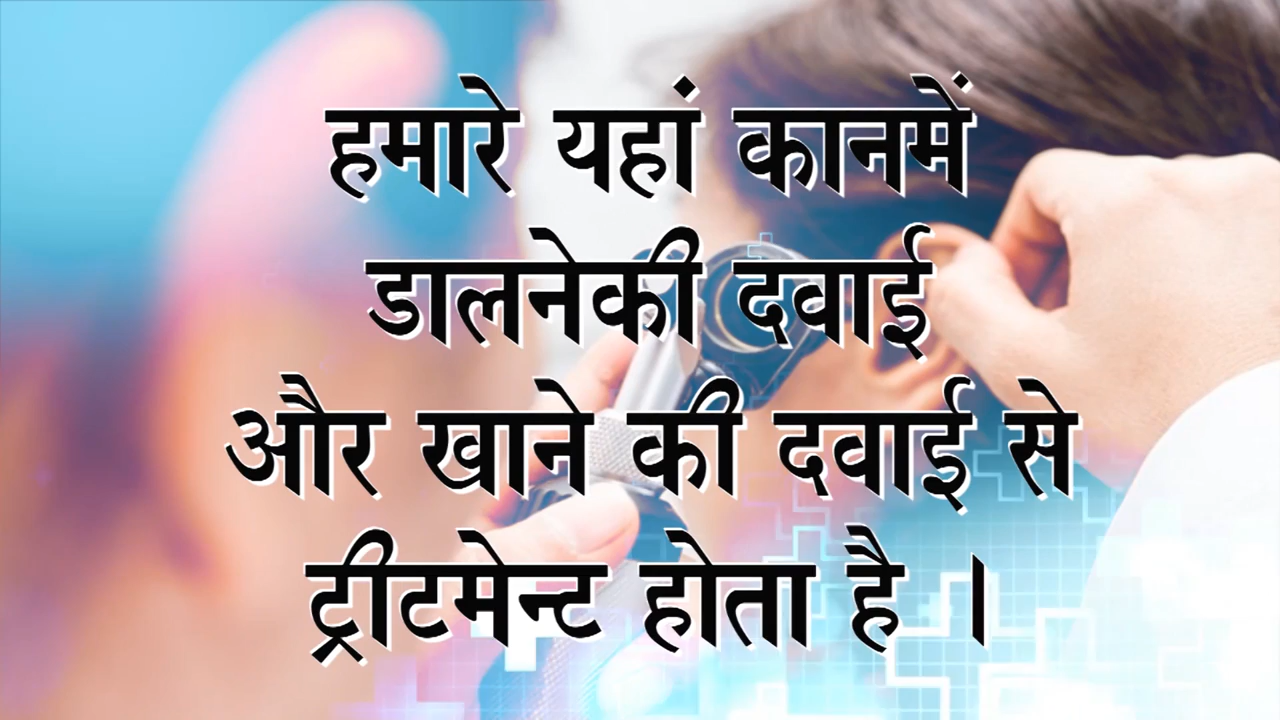 हमारे यहां कानमें
डालनेकी दवाई
और खाने की दवाई से
ट्रीटमेन्ट होता है ।